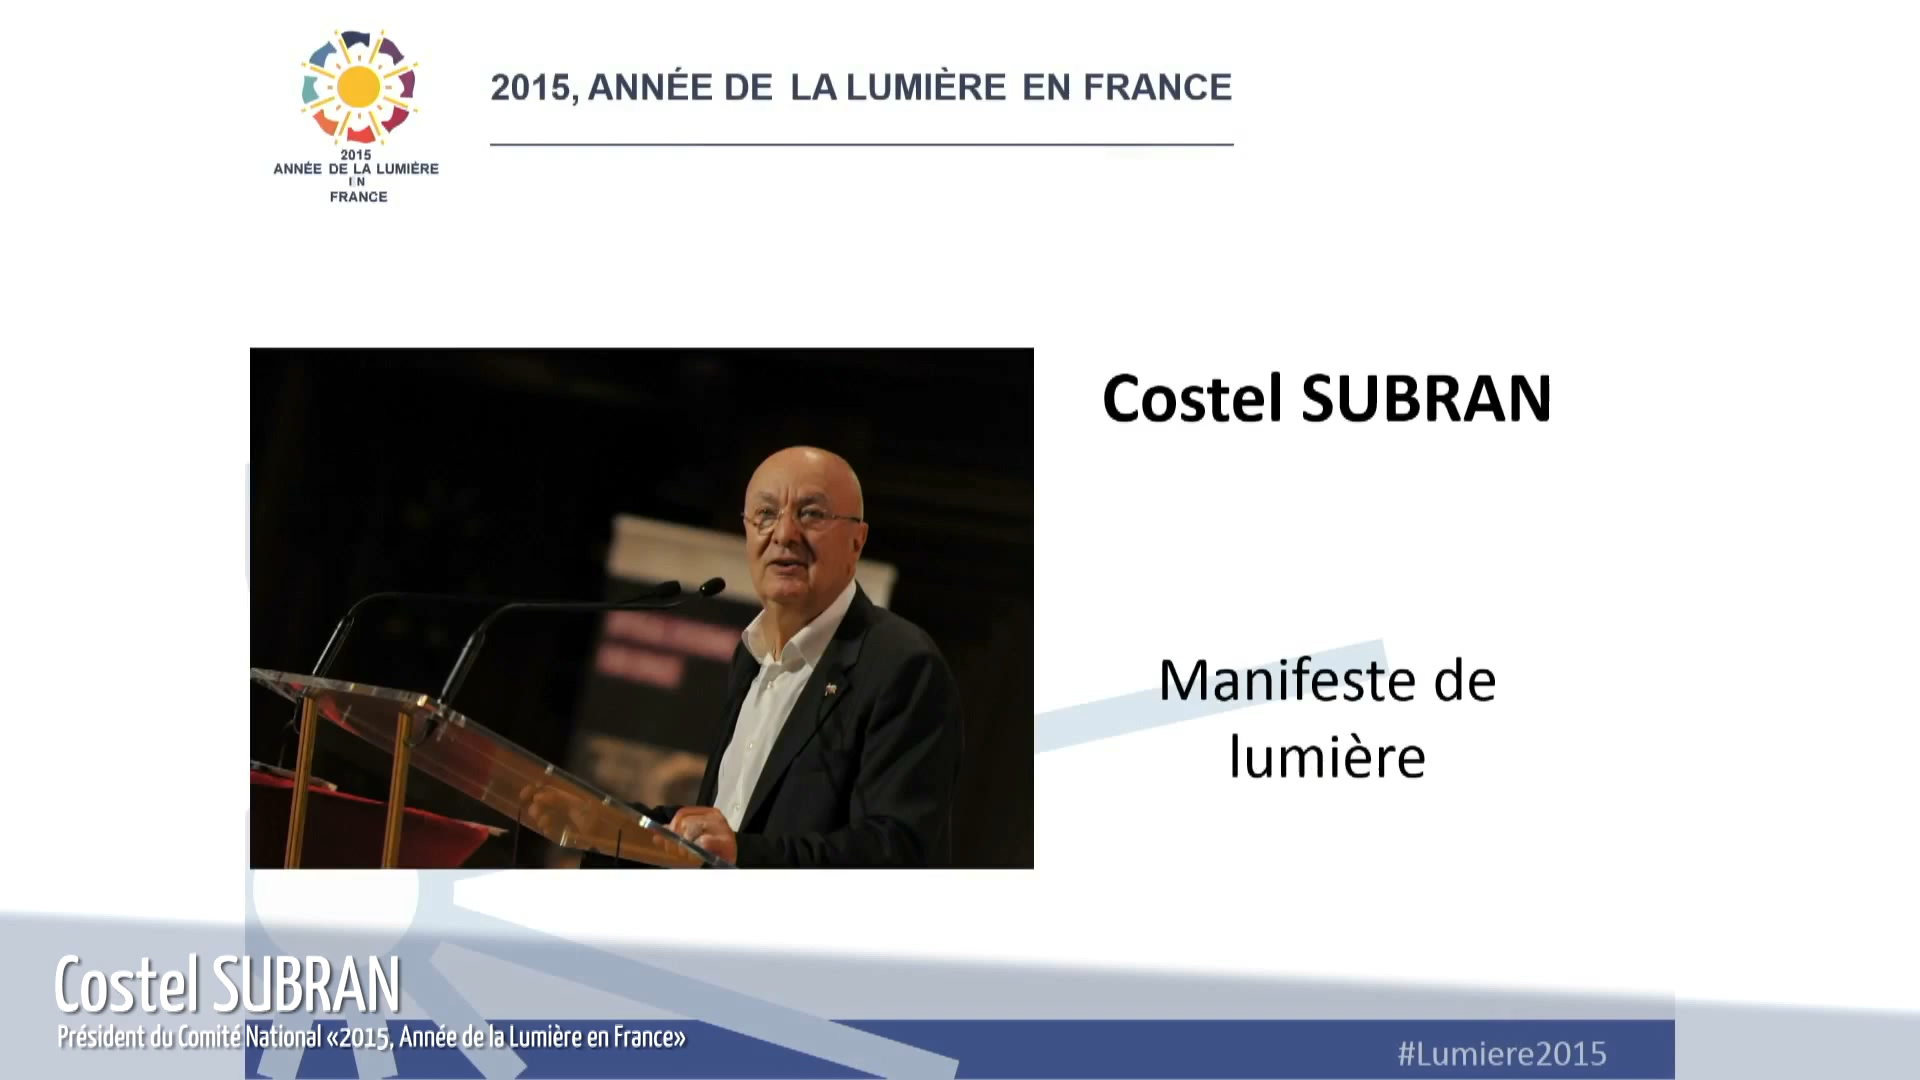 2015, ANNÉE DE LA LUMIÈRE EN FRANCE
2015
ANNÉE DE LA LUMIÈRE
EN
FRANCE
Costel SUBRAN
Manifeste de
lumière
Costel SUBRAN
Président du Comité National «2015, Année de la Lumière en France»
#Lumiere2015